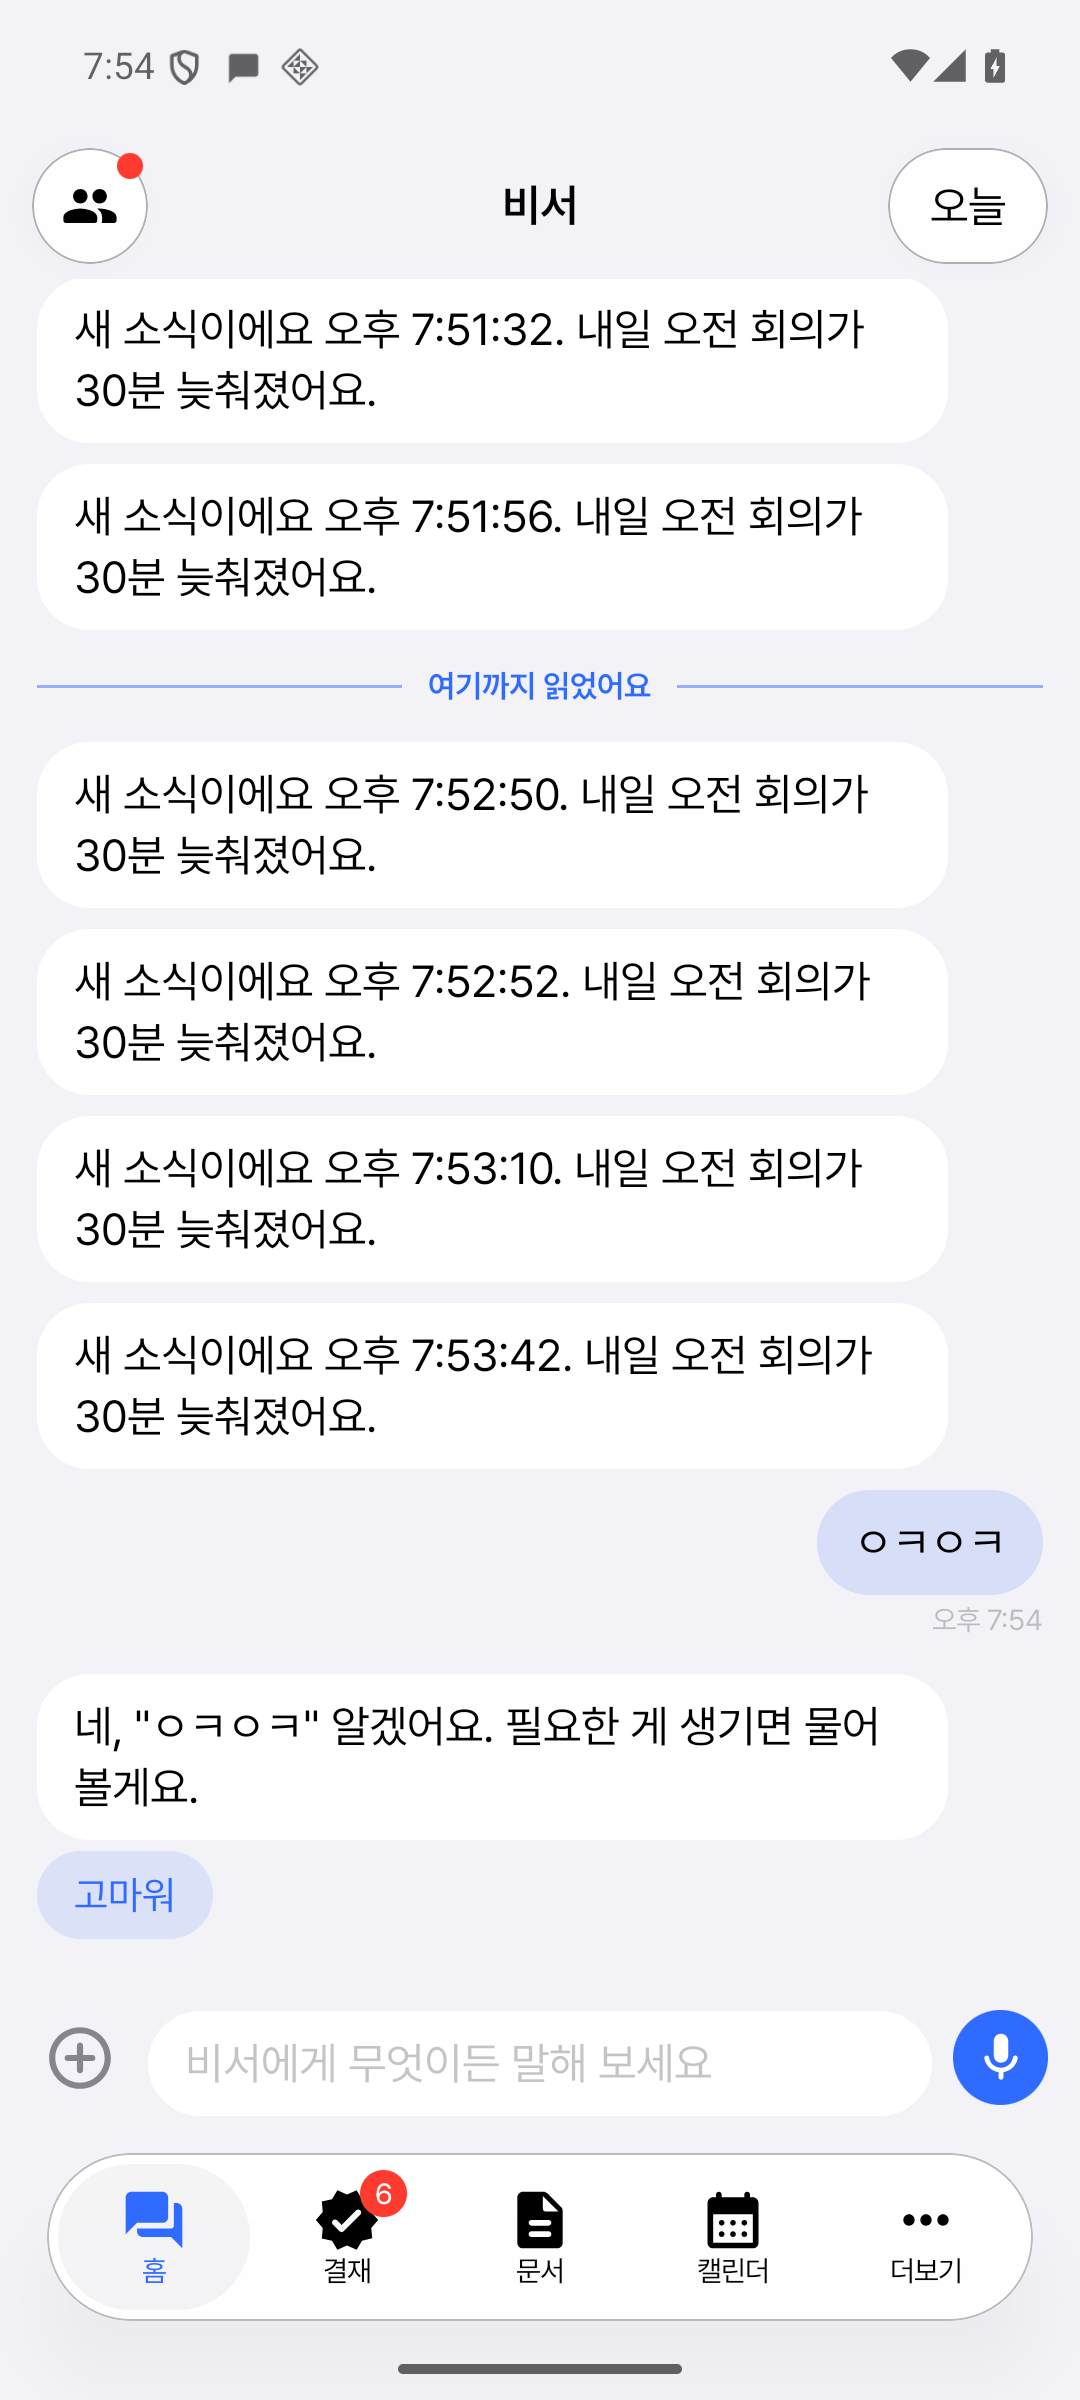 7:54
비서
오늘
새 소식이에요 오후 7:51:32. 내일 오전 회의가
30분 늦춰졌어요.
새 소식이에요 오후 7:51:56. 내일 오전 회의가
30분 늦춰졌어요.
여기까지 읽었어요
새 소식이에요 오후 7:52:50. 내일 오전 회의가
30분 늦춰졌어요.
새 소식이에요 오후 7:52:52. 내일 오전 회의가
30분 늦춰졌어요.
새 소식이에요 오후 7:53:10. 내일 오전 회의가
30분 늦춰졌어요.
새 소식이에요 오후 7:53:42. 내일 오전 회의가
30분 늦춰졌어요.
ㅇㅋㅇㅋ
오후 7:54
네, "ㅇㅋㅇㅋ" 알겠어요. 필요한 게 생기면 물어
볼게요.
고마워
비서에게 무엇이든 말해 보세요
6
홈
결재
문서
캘린더
더보기